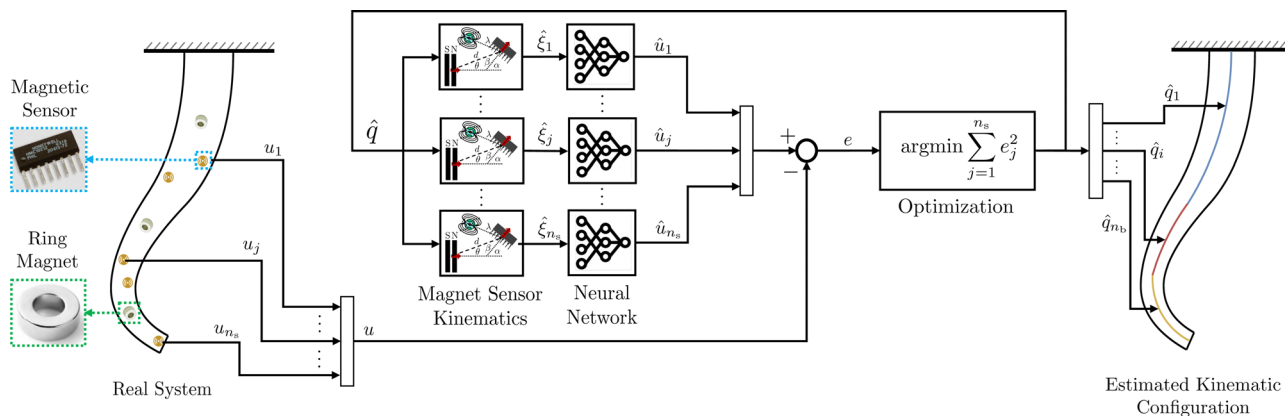 Magnetic
Sensor
Ring
Magnet
Real System
u_1
u_j
u_{n_s}
u
q̂
S N d θ β α λ
ξ̂_1
û_1
S N d θ β α λ
ξ̂_j
û_j
S N d θ β α λ
ξ̂_{n_s}
û_{n_s}
Magnet Sensor
Kinematics
Neural
Network
+
−
e
argmin ∑_{j=1}^{n_s} e_j^2
Optimization
q̂_1
q̂_i
q̂_{n_b}
Estimated Kinematic
Configuration